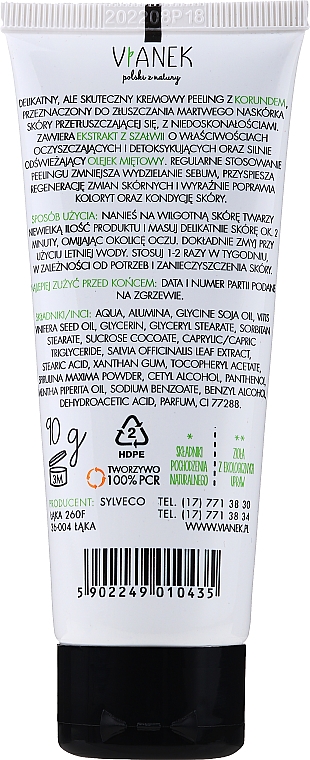 202208P18
VIANEK
polski z natury
DELIKATNY, ALE SKUTECZNY KREMOWY PEELING Z KORUNDEM,
PRZEZNACZONY DO ZŁUSZCZANIA MARTWEGO NASKÓRKA
SKÓRY PRZETŁUSZCZAJĄCEJ SIĘ, Z NIEDOSKONAŁOŚCIAMI.
ZAWIERA EKSTRAKT Z SZAŁWII O WŁAŚCIWOŚCIACH
OCZYSZCZAJĄCYCH I DETOKSYKUJĄCYCH ORAZ SILNIE
ODŚWIEŻAJĄCY OLEJEK MIĘTOWY. REGULARNE STOSOWANIE
PEELINGU ZMNIEJSZA WYDZIELANIE SEBUM, PRZYSPIESZA
REGENERACJĘ ZMIAN SKÓRNYCH I WYRAŹNIE POPRAWIA
KOLORYT ORAZ KONDYCJĘ SKÓRY.
SPOSÓB UŻYCIA: NANIEŚ NA WILGOTNĄ SKÓRĘ TWARZY
NIEWIELKĄ ILOŚĆ PRODUKTU I MASUJ DELIKATNIE SKÓRĘ OK. 2
MINUTY, OMIJAJĄC OKOLICE OCZU. DOKŁADNIE ZMYJ PRZY
UŻYCIU LETNIEJ WODY. STOSUJ 1-2 RAZY W TYGODNIU,
W ZALEŻNOŚCI OD POTRZEB I ZANIECZYSZCZENIA SKÓRY.
NAJLEPIEJ ZUŻYĆ PRZED KOŃCEM: DATA I NUMER PARTII PODANE
NA ZGRZEWIE.
SKŁADNIKI/INCI: AQUA, ALUMINA, GLYCINE SOJA OIL, VITIS
VINIFERA SEED OIL, GLYCERIN, GLYCERYL STEARATE, SORBITAN
STEARATE, SUCROSE COCOATE, CAPRYLIC/CAPRIC
TRIGLYCERIDE, SALVIA OFFICINALIS LEAF EXTRACT,
STEARIC ACID, XANTHAN GUM, TOCOPHERYL ACETATE,
SPIRULINA MAXIMA POWDER, CETYL ALCOHOL, PANTHENOL,
MENTHA PIPERITA OIL, SODIUM BENZOATE, BENZYL ALCOHOL,
DEHYDROACETIC ACID, PARFUM, CI 77288.
90 g
3M
2
HDPE
TWORZYWO
100% PCR
*
SKŁADNIKI
POCHODZENIA
NATURALNEGO
**
ZIOŁA
Z EKOLOGICZNYCH
UPRAW
PRODUCENT: SYLVECO
ŁĄKA 260F
36-004 ŁĄKA
TEL. (17) 771 38 30
TEL. (17) 771 38 34
WWW.VIANEK.PL
5 902249 010435